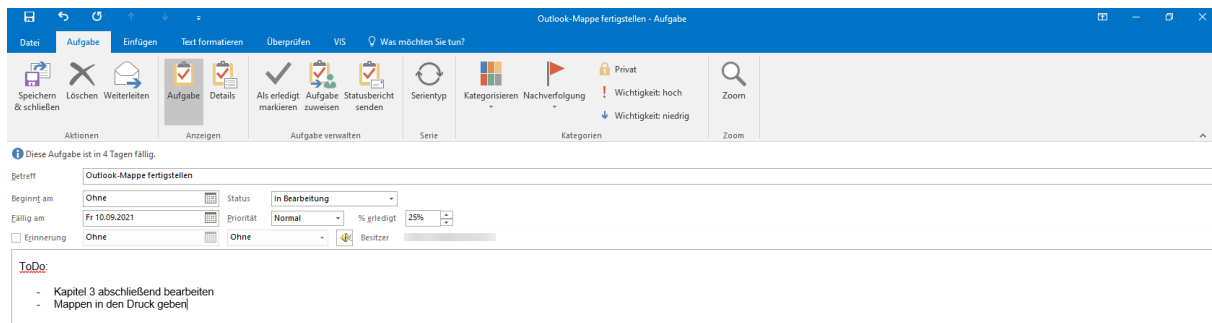 Outlook-Mappe fertigstellen - Aufgabe
Datei Aufgabe Einfügen Text formatieren Überprüfen VIS Was möchten Sie tun?
Speichern & schließen
Löschen
Weiterleiten
Aktionen
Aufgabe
Details
Anzeigen
Als erledigt markieren
Aufgabe zuweisen
Statusbericht senden
Aufgabe verwalten
Serientyp
Serie
Kategorisieren
Nachverfolgung
Privat
Wichtigkeit: hoch
Wichtigkeit: niedrig
Kategorien
Zoom
Zoom
Diese Aufgabe ist in 4 Tagen fällig.
Betreff Outlook-Mappe fertigstellen
Beginnt am Ohne Status In Bearbeitung
Fällig am Fr 10.09.2021 Priorität Normal % erledigt 25%
Erinnerung Ohne Ohne Besitzer
ToDo:
- Kapitel 3 abschließend bearbeiten
- Mappen in den Druck geben